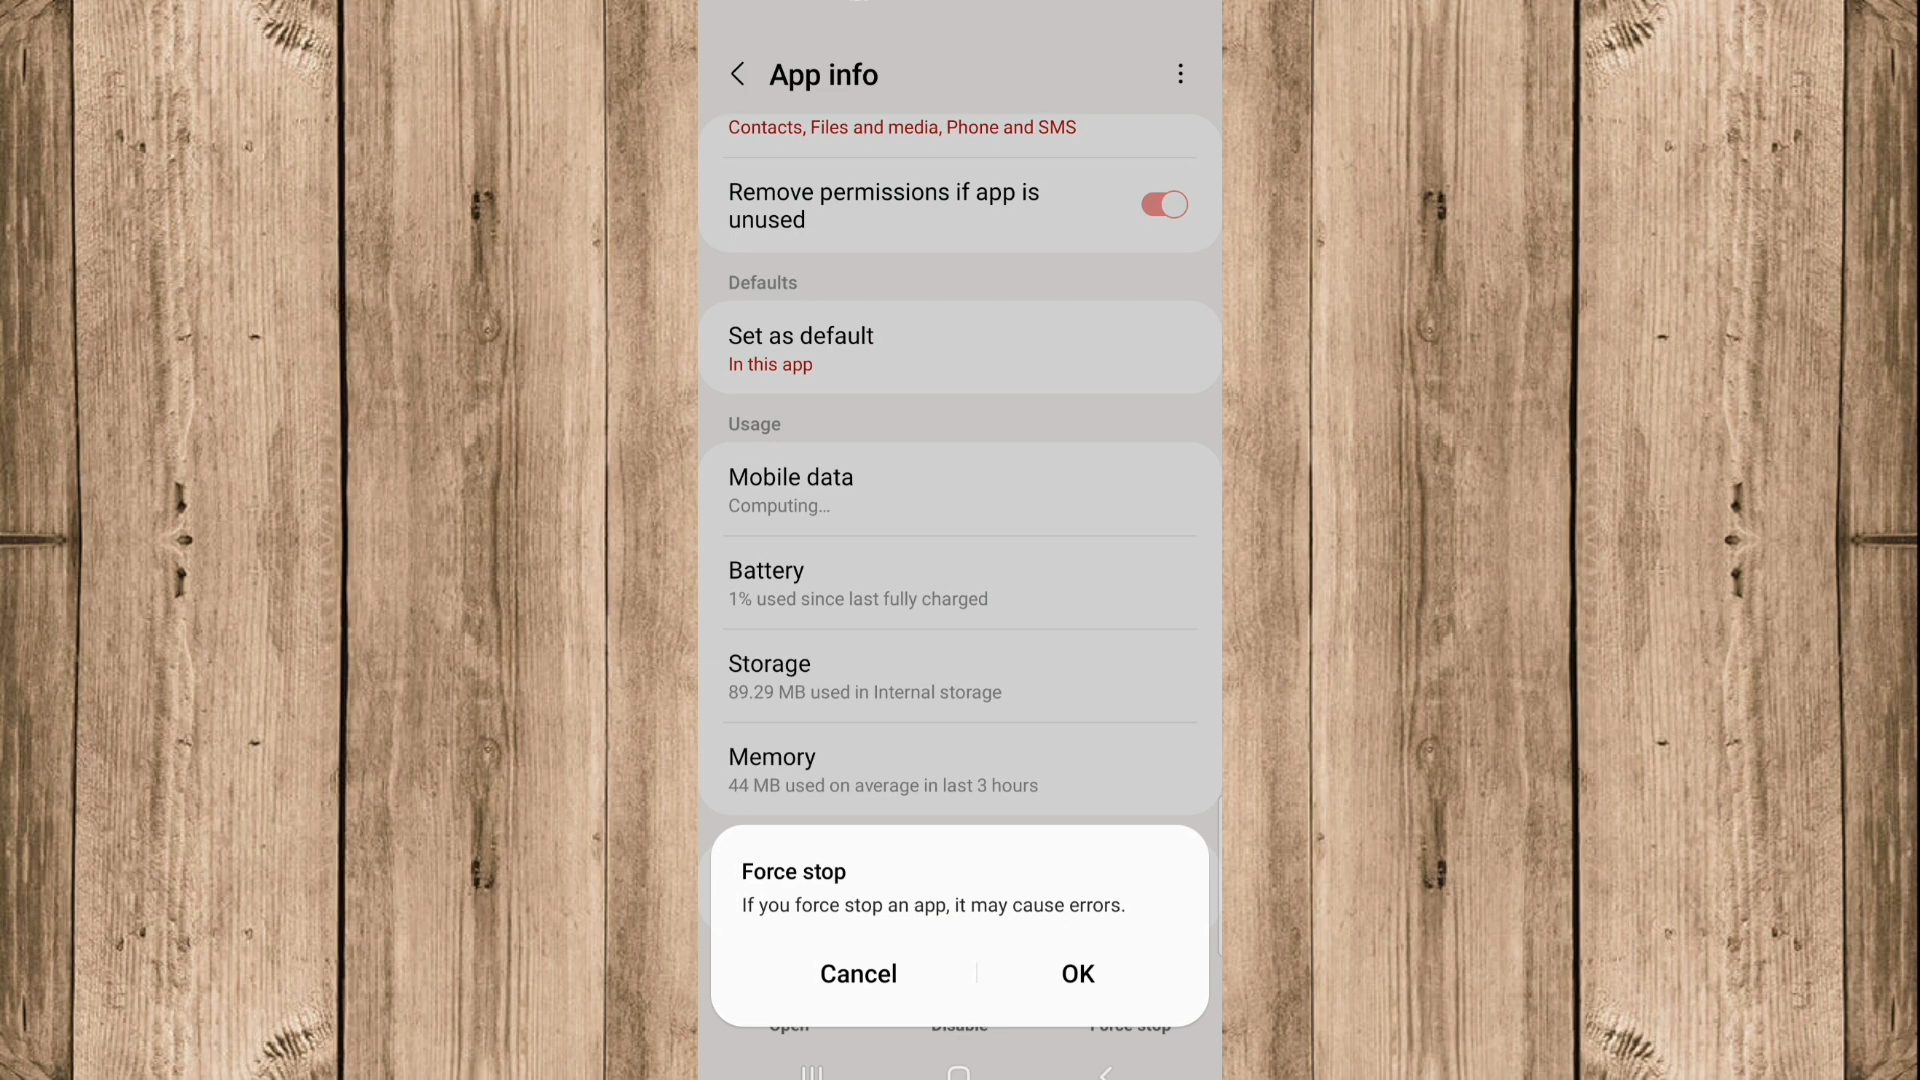 App info
Contacts, Files and media, Phone and SMS
Remove permissions if app is
unused
Defaults
Set as default
In this app
Usage
Mobile data
Computing...
Battery
1% used since last fully charged
Storage
89.29 MB used in Internal storage
Memory
44 MB used on average in last 3 hours
Force stop
If you force stop an app, it may cause errors.
Cancel
OK
Open
Disable
Force stop